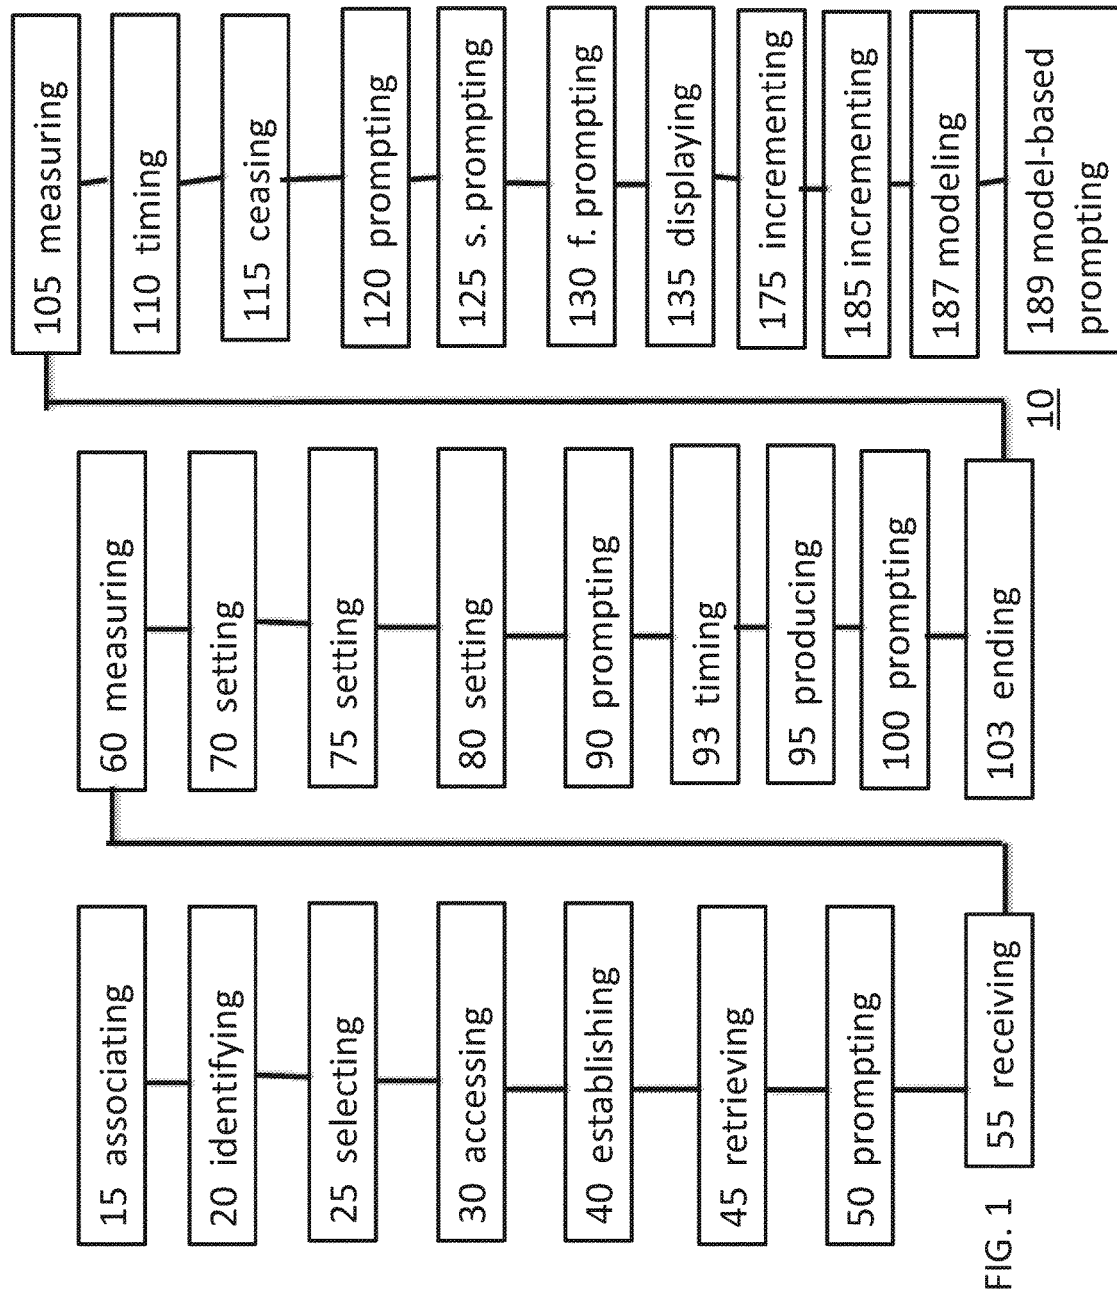 15 associating
20 identifying
25 selecting
30 accessing
40 establishing
45 retrieving
50 prompting
55 receiving
60 measuring
70 setting
75 setting
80 setting
90 prompting
93 timing
95 producing
100 prompting
103 ending
105 measuring
110 timing
115 ceasing
120 prompting
125 s. prompting
130 f. prompting
135 displaying
175 incrementing
185 incrementing
187 modeling
189 model-based
prompting
10
FIG. 1